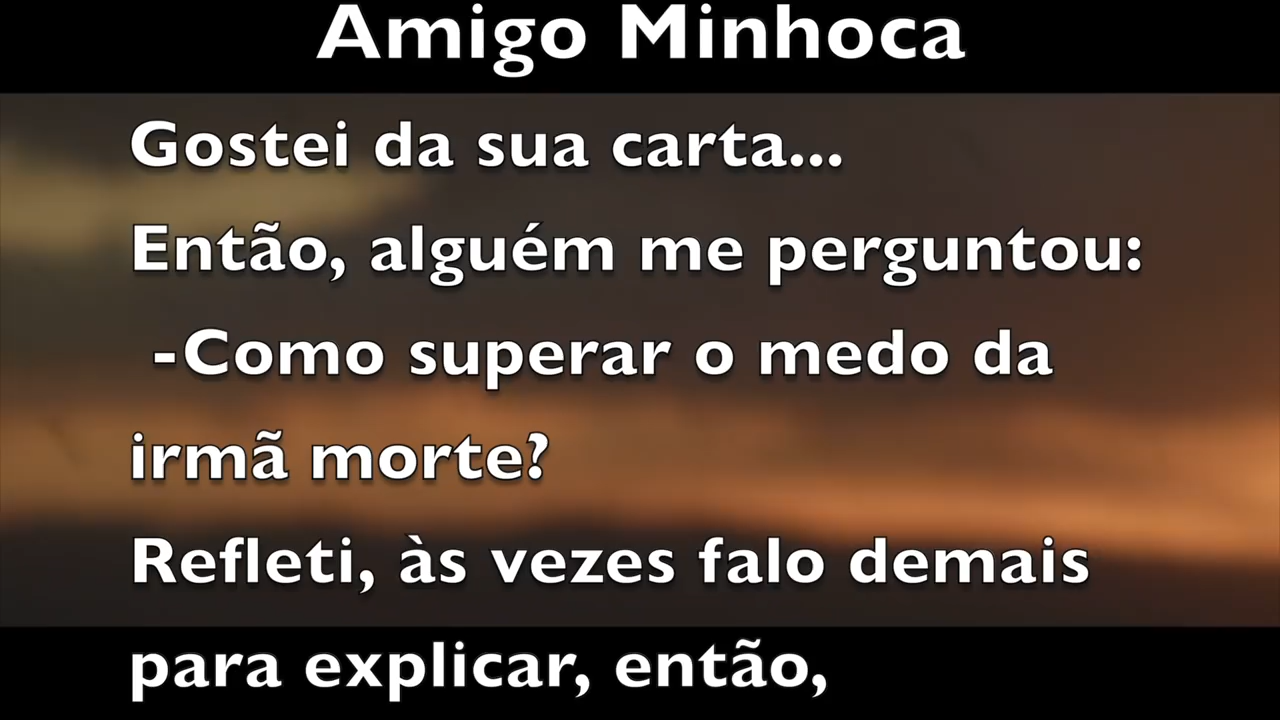 Amigo Minhoca
Gostei da sua carta...
Então, alguém me perguntou:
-Como superar o medo da
irmã morte?
Refleti, às vezes falo demais
para explicar, então,